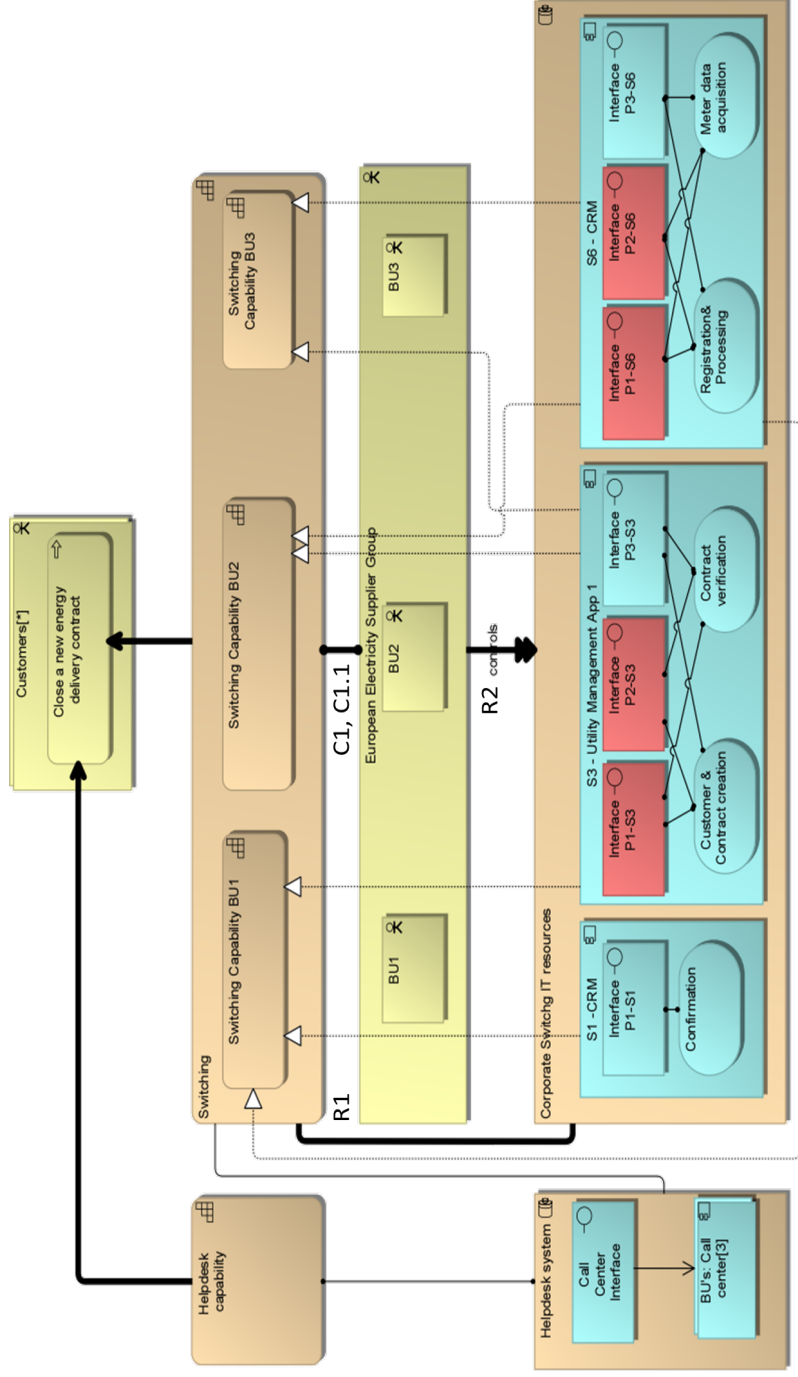 Customers[*]
Close a new energy
delivery contract
Helpdesk
capability
Switching
Switching Capability BU1
Switching Capability BU2
Switching
Capability BU3
R1
C1, C1.1
European Electricity Supplier Group
BU1
BU2
BU3
R2
controls
Helpdesk system
Call
Center
Interface
BU's: Call
center[3]
Corporate Switchg IT resources
S1 -CRM
Interface
P1-S1
Confirmation
S3 - Utility Management App 1
Interface
P1-S3
Interface
P2-S3
Interface
P3-S3
Customer &
Contract creation
Contract
verification
S6 - CRM
Interface
P1-S6
Interface
P2-S6
Interface
P3-S6
Registration&
Processing
Meter data
acquisition